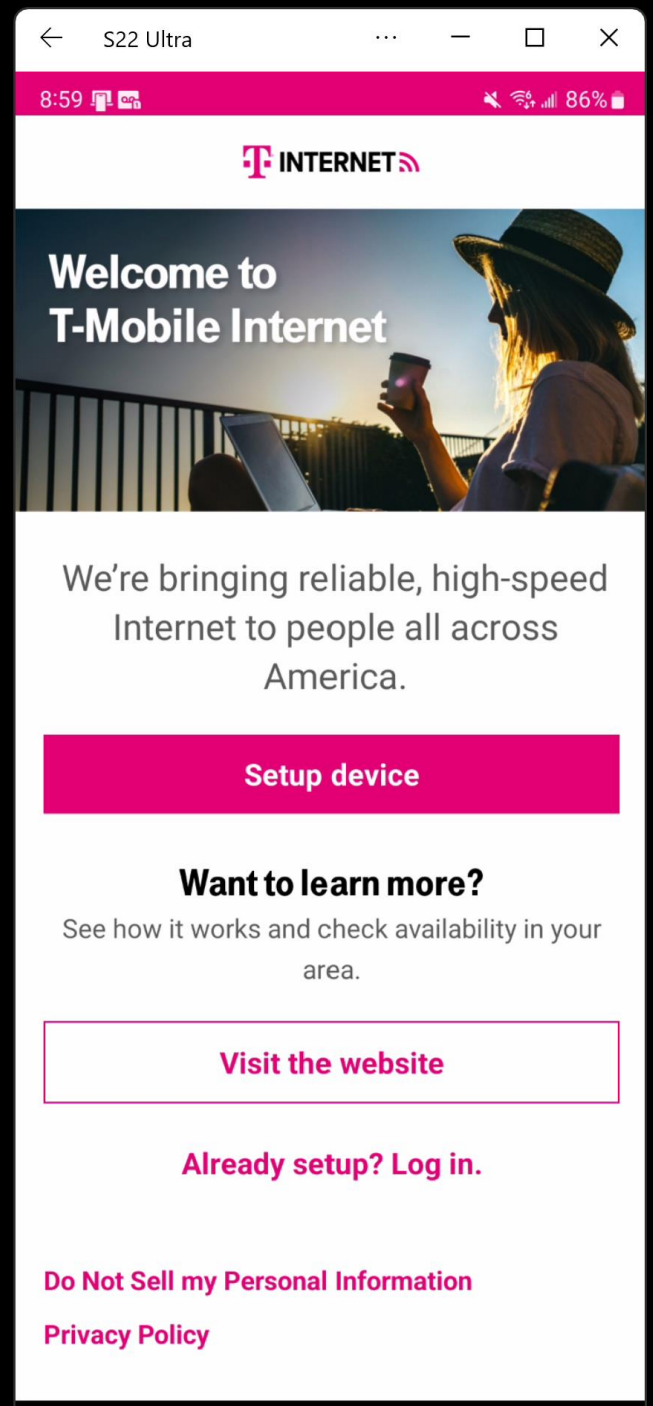 S22 Ultra
8:59
86%
T INTERNET
Welcome to
T-Mobile Internet
We’re bringing reliable, high-speed
Internet to people all across
America.
Setup device
Want to learn more?
See how it works and check availability in your
area.
Visit the website
Already setup? Log in.
Do Not Sell my Personal Information
Privacy Policy